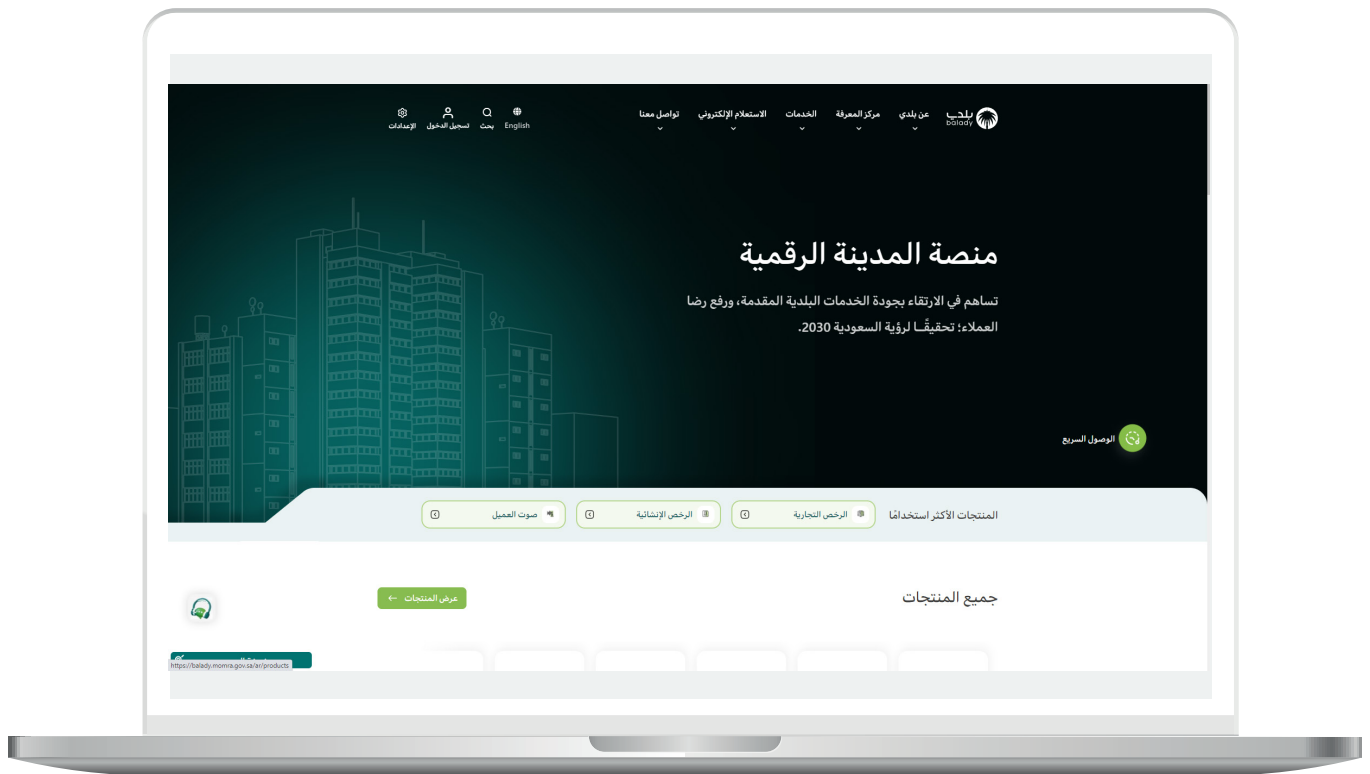 بلدي
balady
عن بلدي
مركز المعرفة
الخدمات
الاستعلام الإلكتروني
تواصل معنا
English
بحث
تسجيل الدخول
الإعدادات
منصة المدينة الرقمية
تساهم في الارتقاء بجودة الخدمات البلدية المقدمة، ورفع رضا
العملاء؛ تحقيقًـا لرؤية السعودية 2030.
الوصول السريع
المنتجات الأكثر استخدامًا
الرخص التجارية
الرخص الإنشائية
صوت العميل
جميع المنتجات
عرض المنتجات
https://balady.momra.gov.sa/ar/products